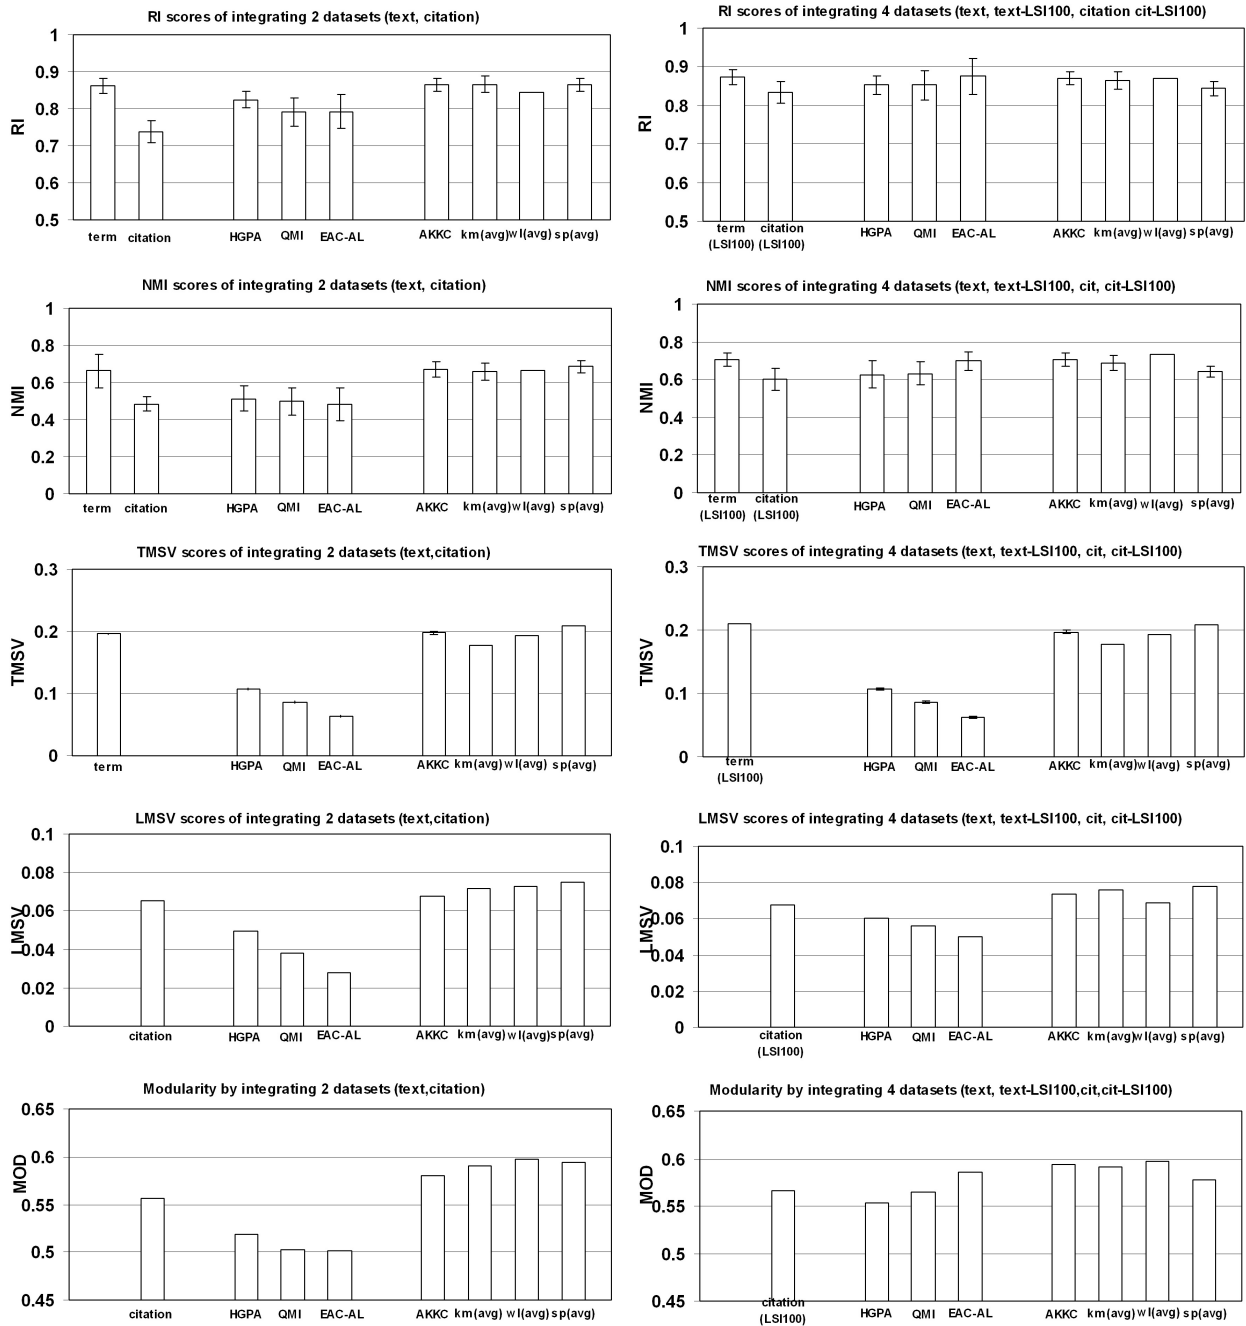 RI scores of integrating 2 datasets (text, citation)
1
0.9
0.8
0.7
0.6
0.5
RI
term citation HGPA QMI EAC-AL AKKC km(avg) wl(avg) sp(avg)
RI scores of integrating 4 datasets (text, text-LSI100, citation cit-LSI100)
1
0.9
0.8
0.7
0.6
0.5
RI
term citation HGPA QMI EAC-AL AKKC km(avg) wl(avg) sp(avg)
(LSI100) (LSI100)
NMI scores of integrating 2 datasets (text, citation)
1
0.8
0.6
0.4
0.2
0
NMI
term citation HGPA QMI EAC-AL AKKC km(avg) wl(avg) sp(avg)
NMI scores of integrating 4 datasets (text, text-LSI100, cit, cit-LSI100)
1
0.8
0.6
0.4
0.2
0
NMI
term citation HGPA QMI EAC-AL AKKC km(avg) wl(avg) sp(avg)
(LSI100) (LSI100)
TMSV scores of integrating 2 datasets (text,citation)
0.3
0.2
0.1
0
TMSV
term HGPA QMI EAC-AL AKKC km(avg) wl(avg) sp(avg)
TMSV scores of integrating 4 datasets (text, text-LSI100, cit, cit-LSI100)
0.3
0.2
0.1
0
TMSV
term HGPA QMI EAC-AL AKKC km(avg) wl(avg) sp(avg)
(LSI100)
LMSV scores of integrating 2 datasets (text,citation)
0.1
0.08
0.06
0.04
0.02
0
LMSV
citation HGPA QMI EAC-AL AKKC km(avg) wl(avg) sp(avg)
LMSV scores of integrating 4 datasets (text, text-LSI100, cit, cit-LSI100)
0.1
0.08
0.06
0.04
0.02
0
LMSV
citation HGPA QMI EAC-AL AKKC km(avg) wl(avg) sp(avg)
(LSI100)
Modularity by integrating 2 datasets (text,citation)
0.65
0.6
0.55
0.5
0.45
MOD
citation HGPA QMI EAC-AL AKKC km(avg) wl(avg) sp(avg)
Modularity by integrating 4 datasets (text, text-LSI100,cit,cit-LSI100)
0.65
0.6
0.55
0.5
0.45
MOD
citation HGPA QMI EAC-AL AKKC km(avg) wl(avg) sp(avg)
(LSI100)